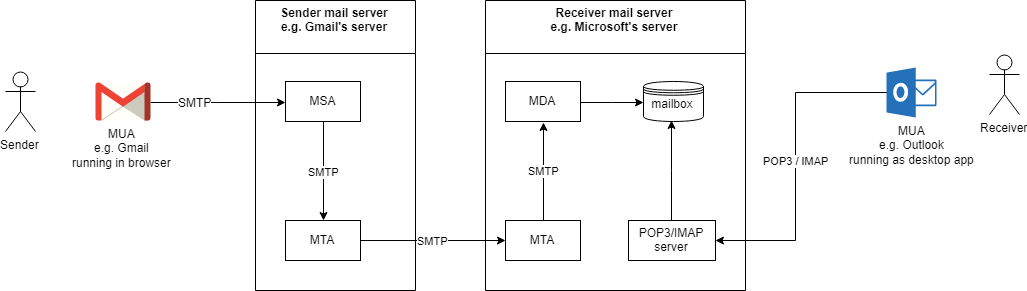 Sender mail server
e.g. Gmail's server
Receiver mail server
e.g. Microsoft's server
Sender
MUA
e.g. Gmail
running in browser
SMTP
MSA
SMTP
MTA
SMTP
MTA
SMTP
MDA
mailbox
POP3/IMAP
server
POP3 / IMAP
MUA
e.g. Outlook
running as desktop app
Receiver